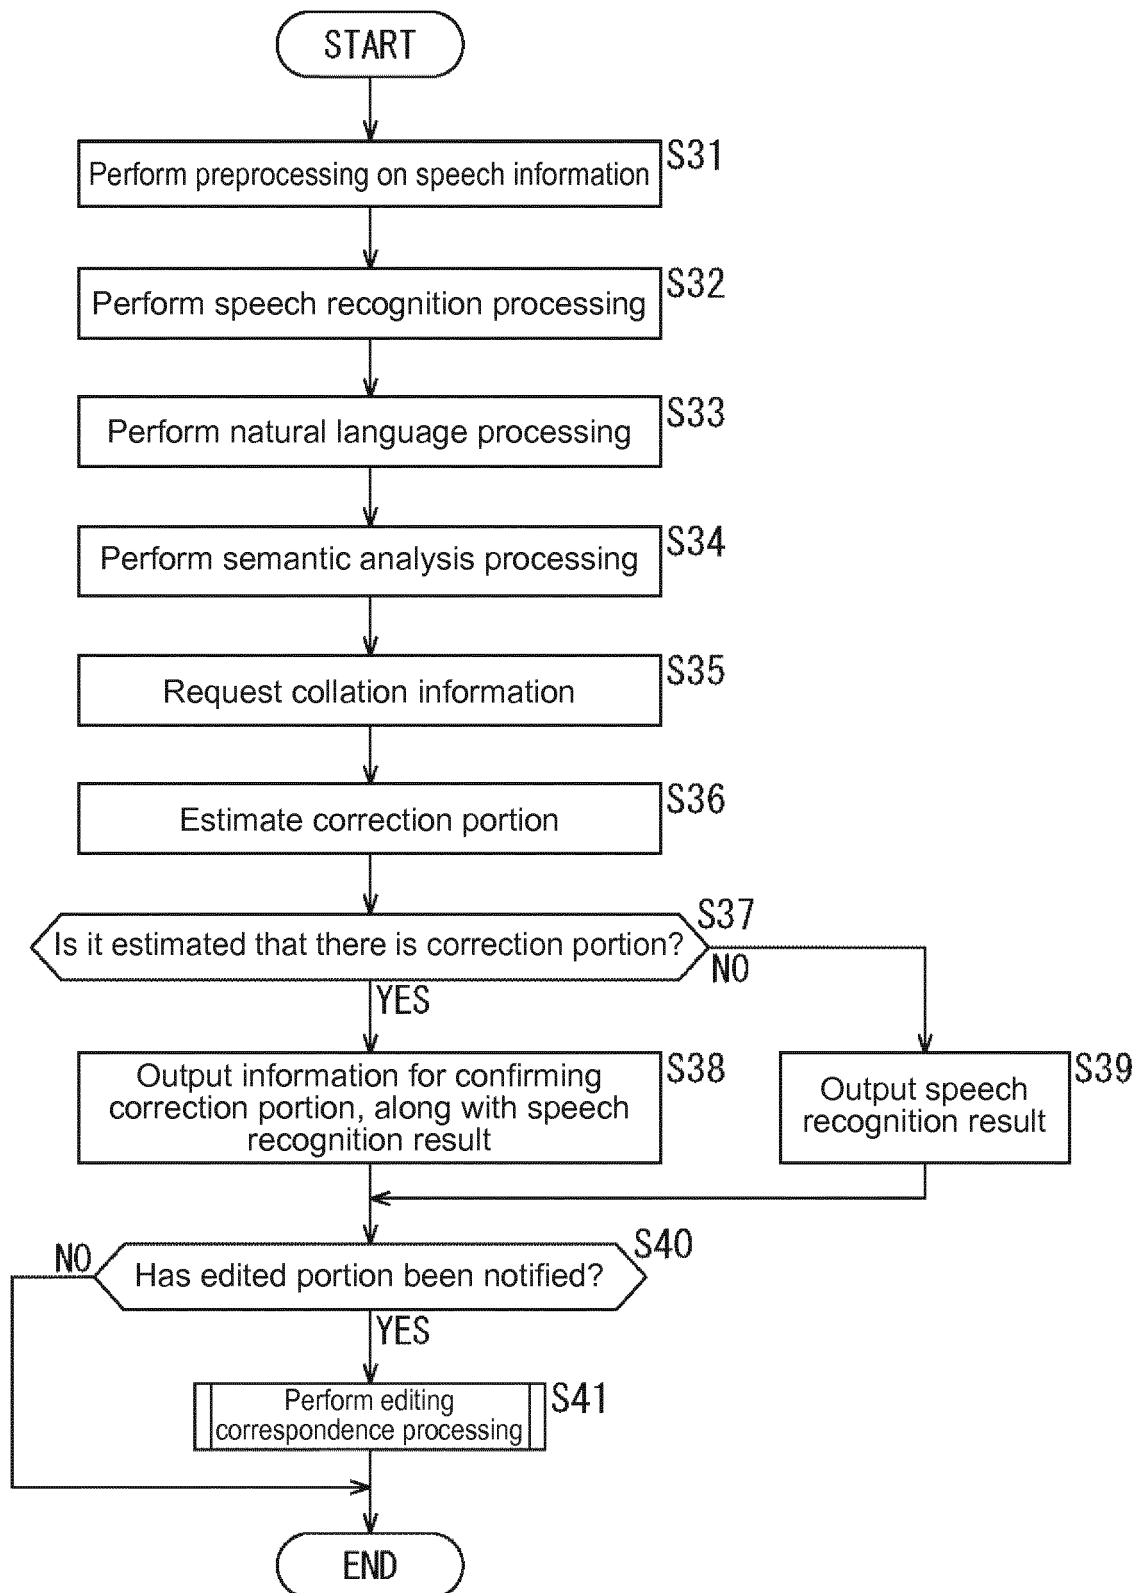 START
S31
Perform preprocessing on speech information
S32
Perform speech recognition processing
S33
Perform natural language processing
S34
Perform semantic analysis processing
S35
Request collation information
S36
Estimate correction portion
S37
Is it estimated that there is correction portion?
NO
YES
S38
Output information for confirming
correction portion, along with speech
recognition result
S39
Output speech
recognition result
S40
NO
Has edited portion been notified?
YES
S41
Perform editing
correspondence processing
END